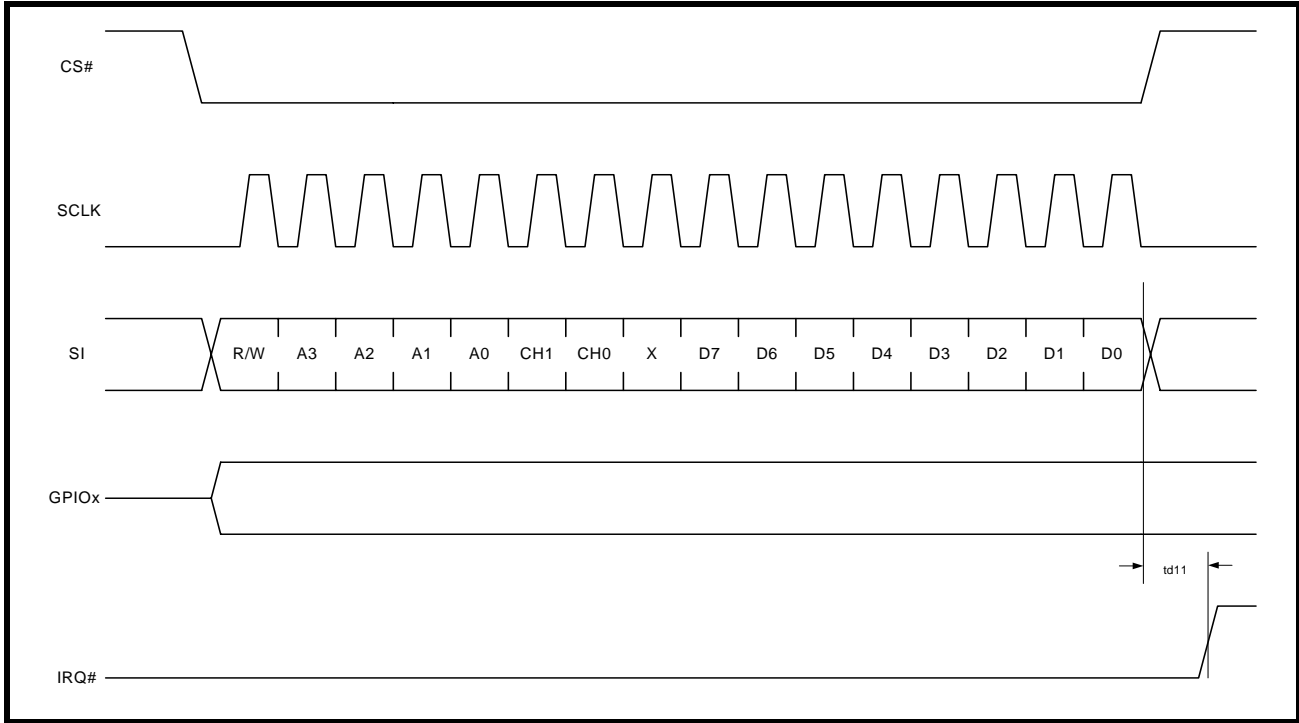 CS#
SCLK
SI
R/W A3 A2 A1 A0 CH1 CH0 X D7 D6 D5 D4 D3 D2 D1 D0
GPIOx
td11
IRQ#